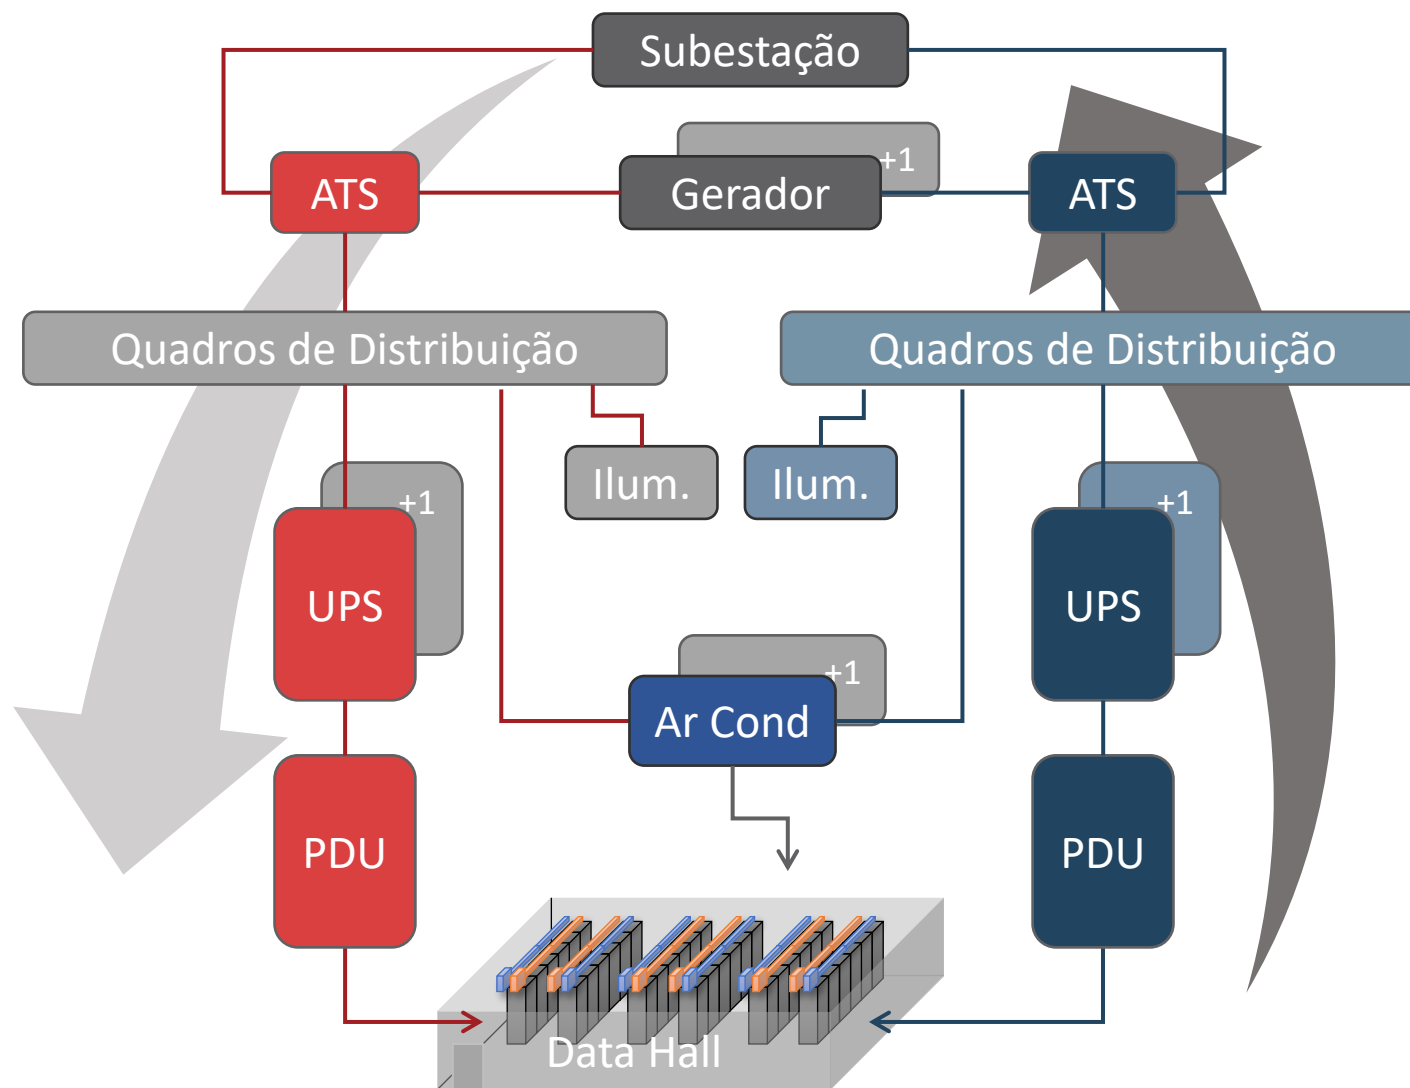 Subestação
+1
ATS
Gerador
ATS
Quadros de Distribuição
Quadros de Distribuição
Ilum.
Ilum.
+1
+1
UPS
UPS
+1
Ar Cond
PDU
PDU
Data Hall